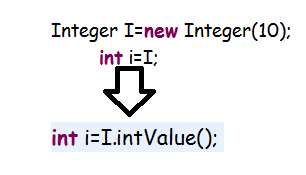 Integer I=new Integer(10);
int i=I;
int i=I.intValue();